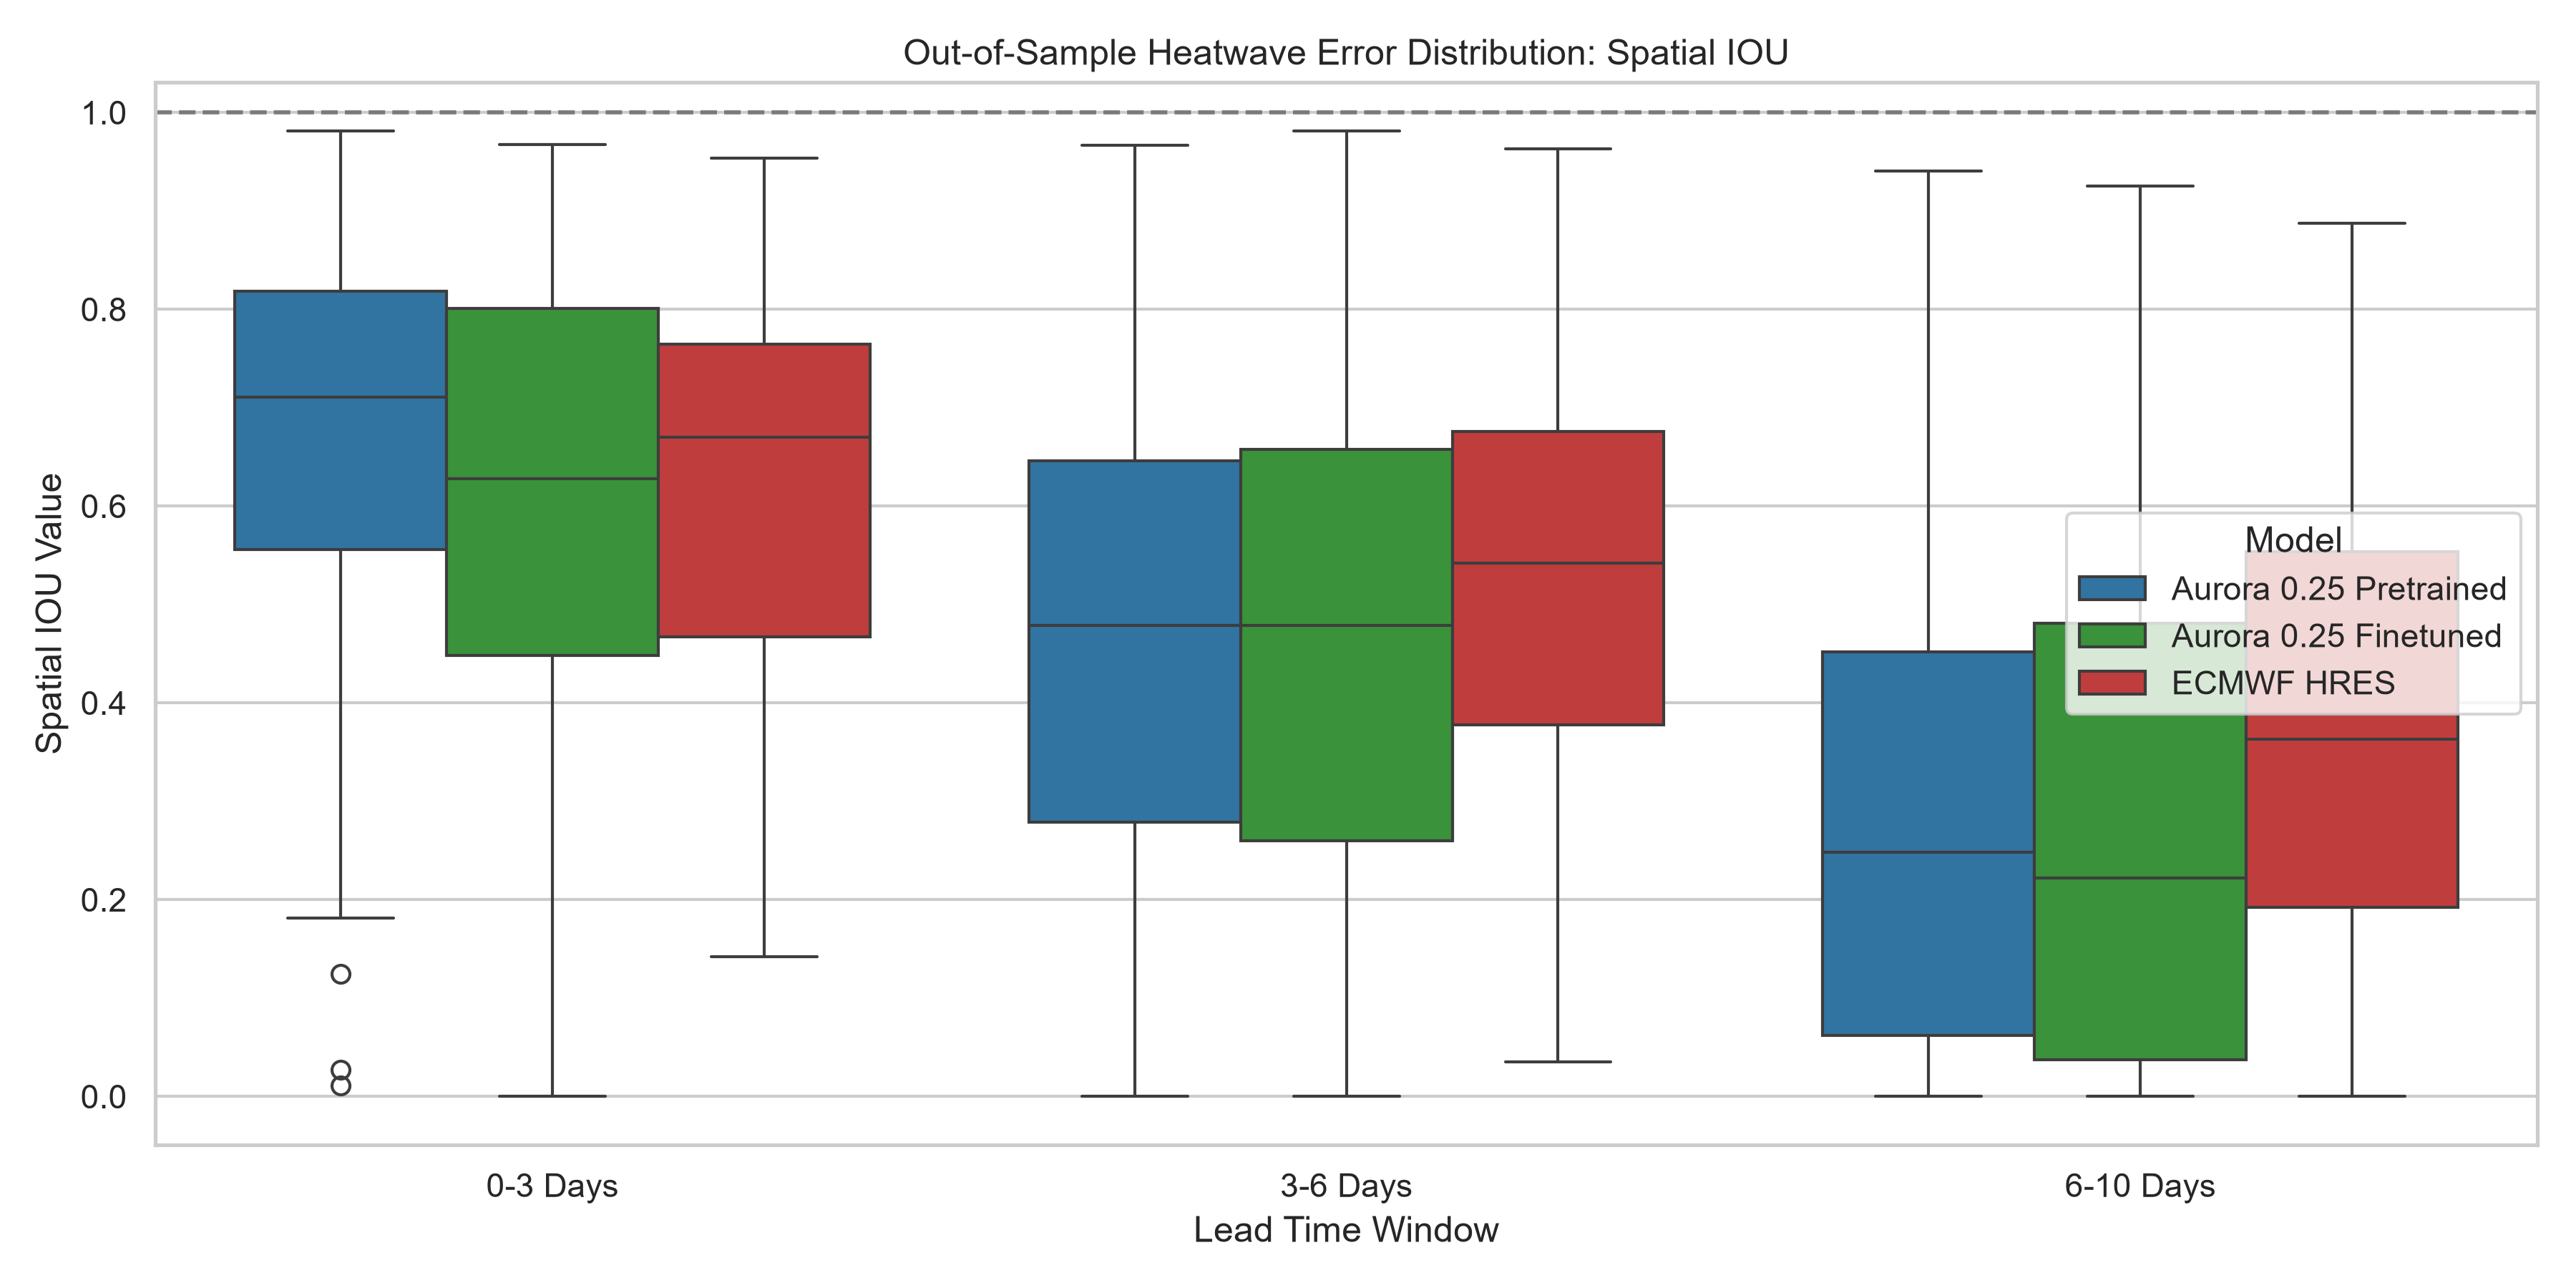 Out-of-Sample Heatwave Error Distribution: Spatial IOU
Spatial IOU Value
1.0
0.8
0.6
0.4
0.2
0.0
Model
Aurora 0.25 Pretrained
Aurora 0.25 Finetuned
ECMWF HRES
0-3 Days
3-6 Days
6-10 Days
Lead Time Window